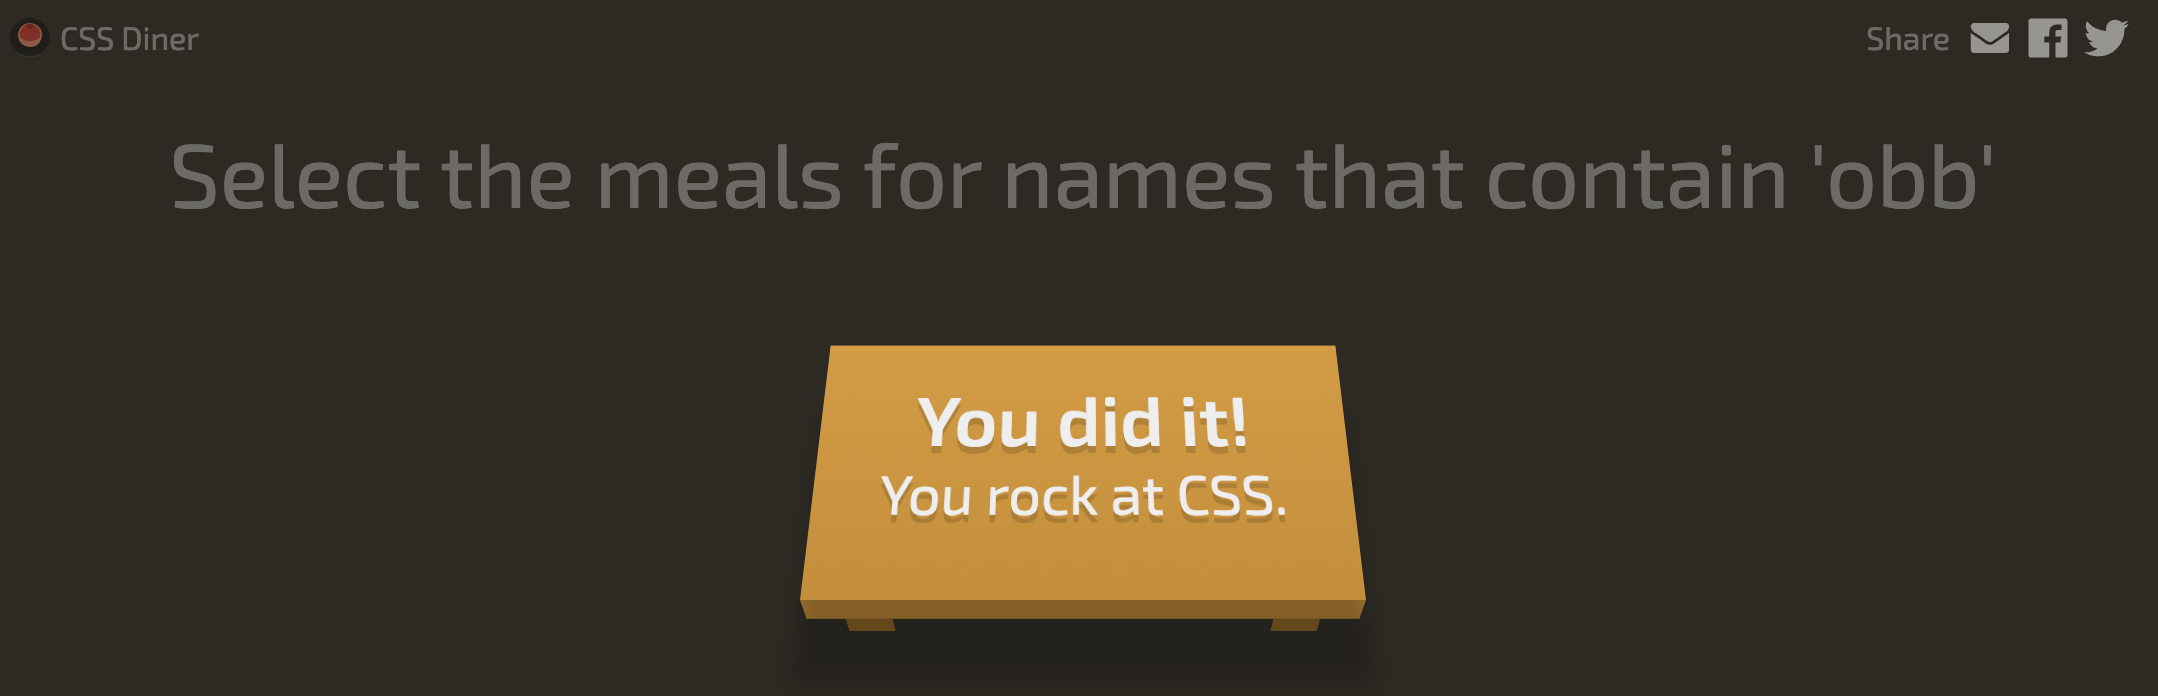 CSS Diner
Share
Select the meals for names that contain 'obb'
You did it!
You rock at CSS.